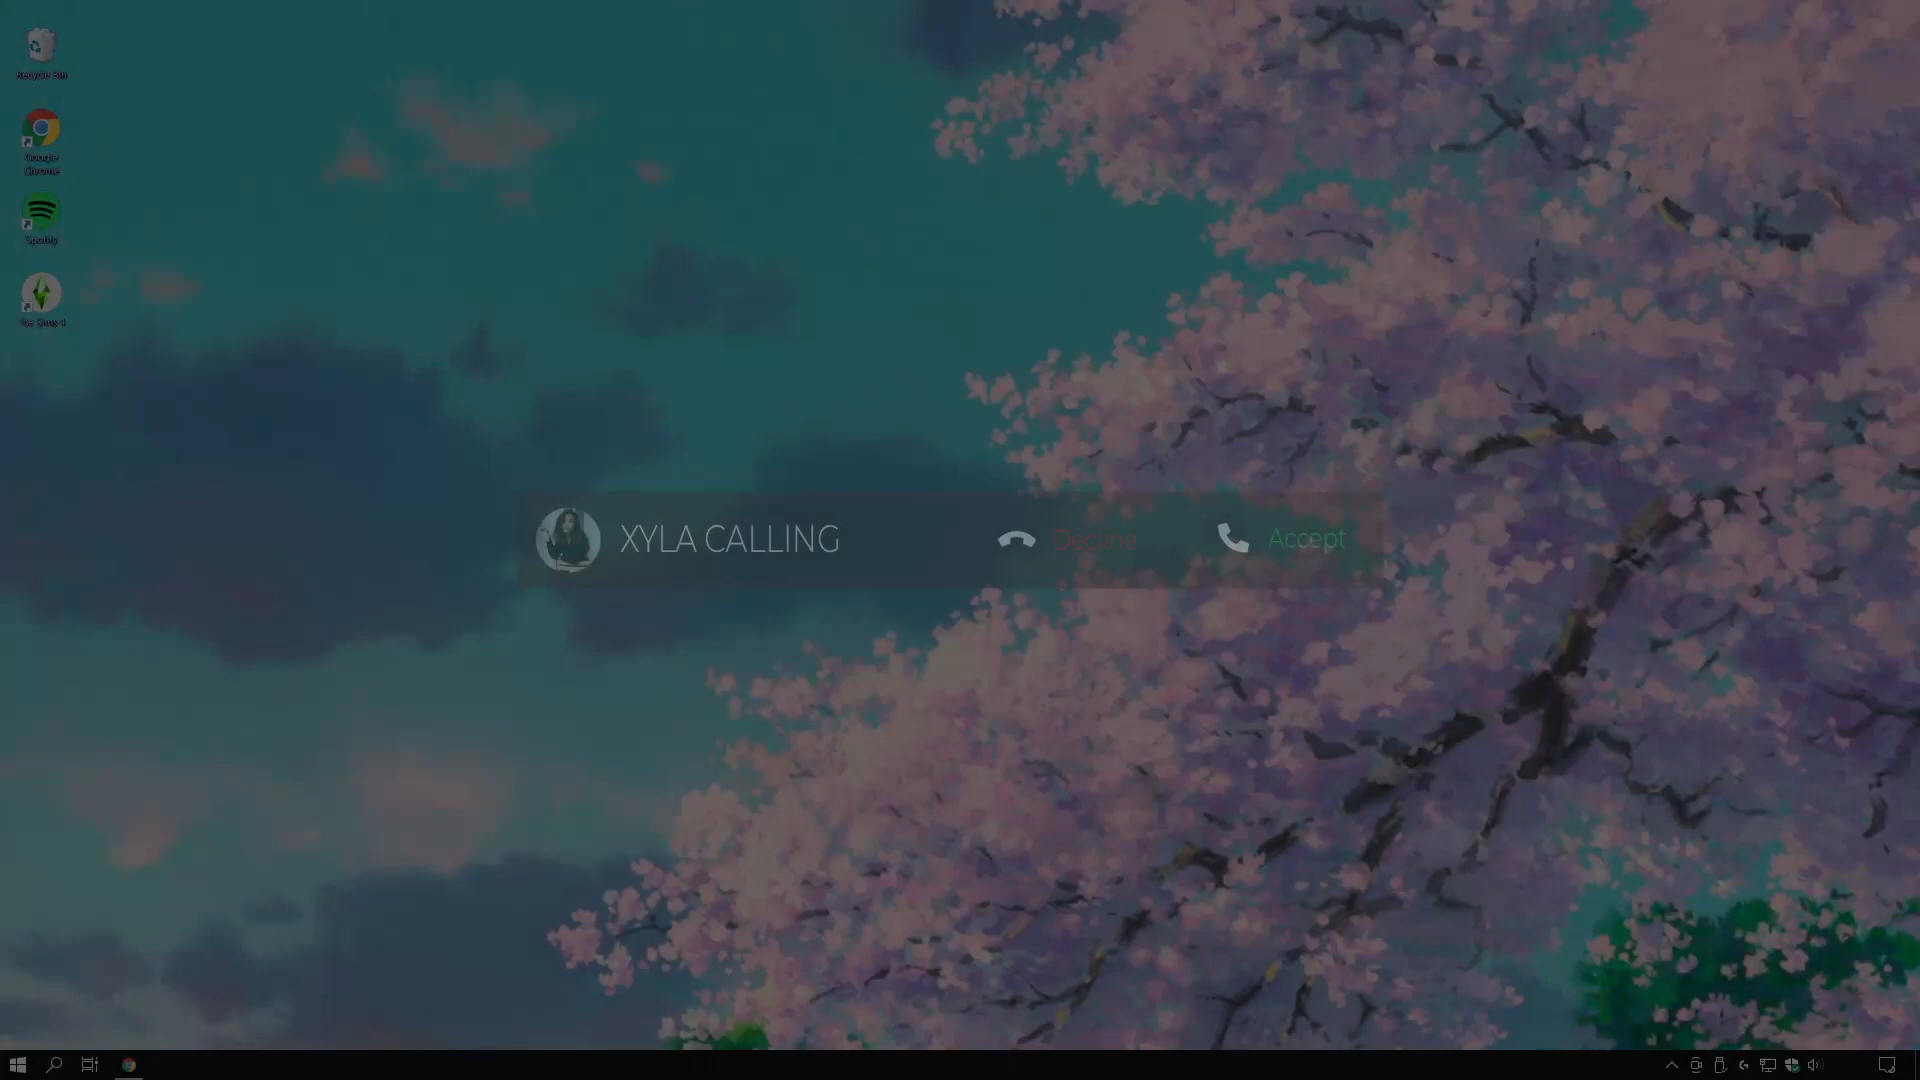 Recycle Bin
Google
Chrome
Spotify
The Sims 4
XYLA CALLING
Decline
Accept